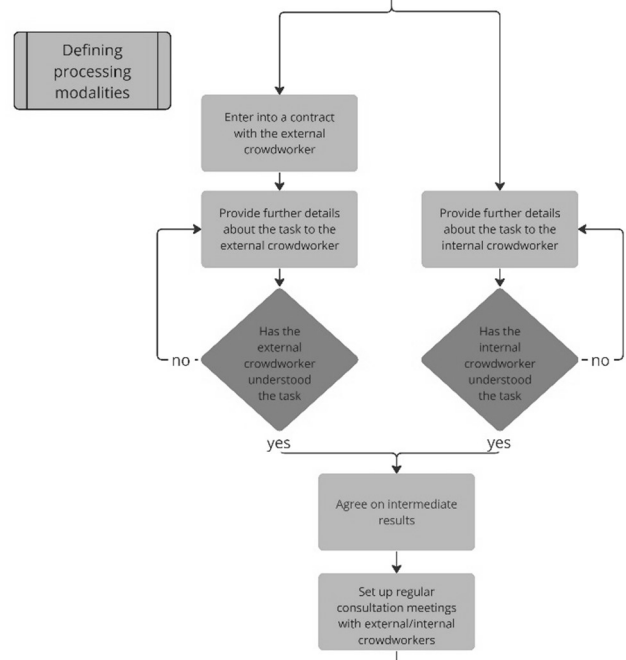 Defining
processing
modalities
Enter into a contract
with the external
crowdworker
Provide further details
about the task to the
external crowdworker
Provide further details
about the task to the
internal crowdworker
Has the
external
crowdworker
understood
the task
no
Has the
internal
crowdworker
understood
the task
no
yes
yes
Agree on intermediate
results
Set up regular
consultation meetings
with external/internal
crowdworkers